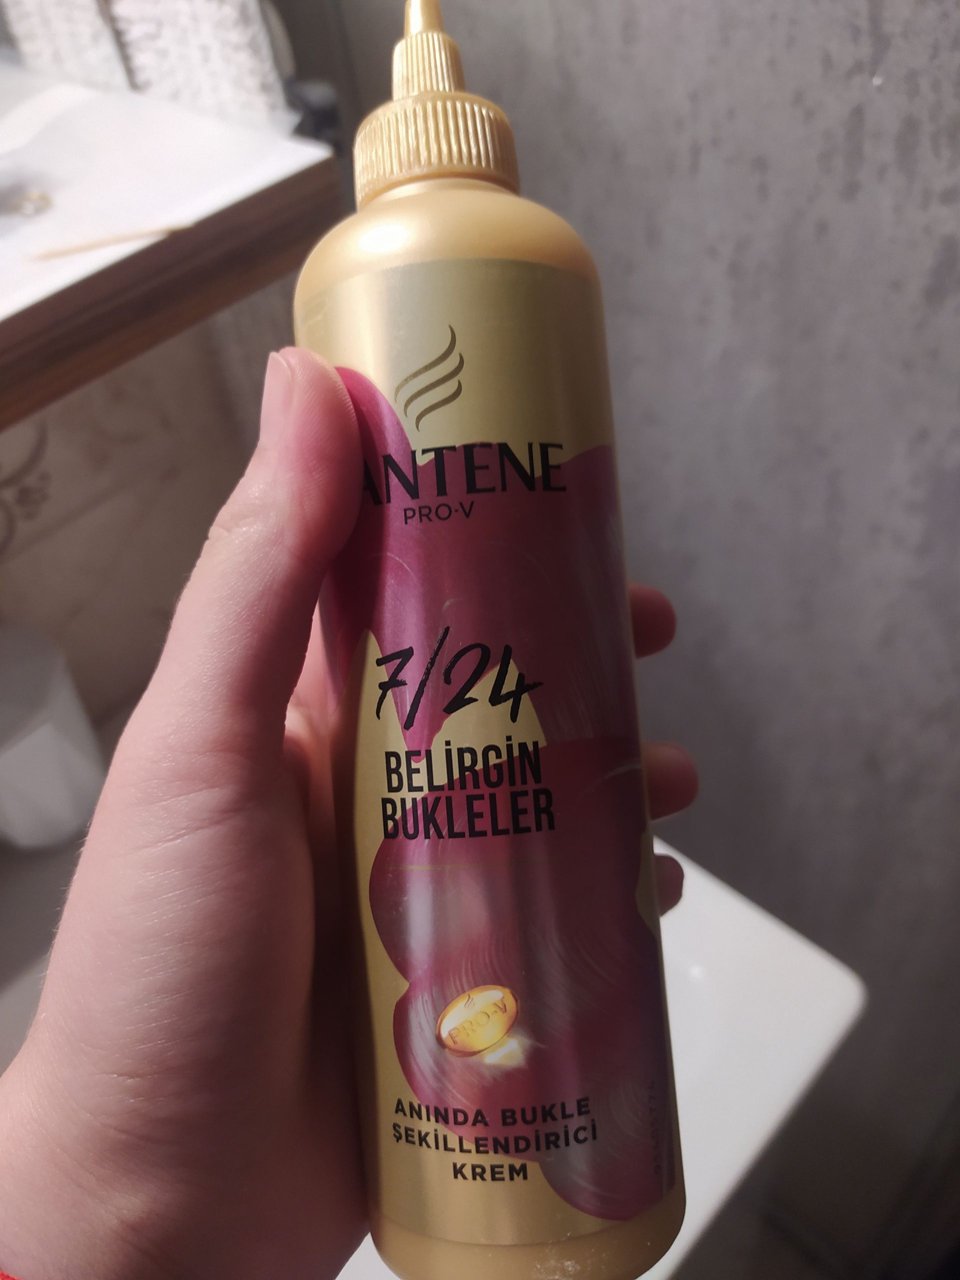 ANTENE
PRO-V
7/24
BELİRGİN
BUKLELER
PRO-V
ANINDA BUKLE
ŞEKİLLENDİRİCİ
KREM